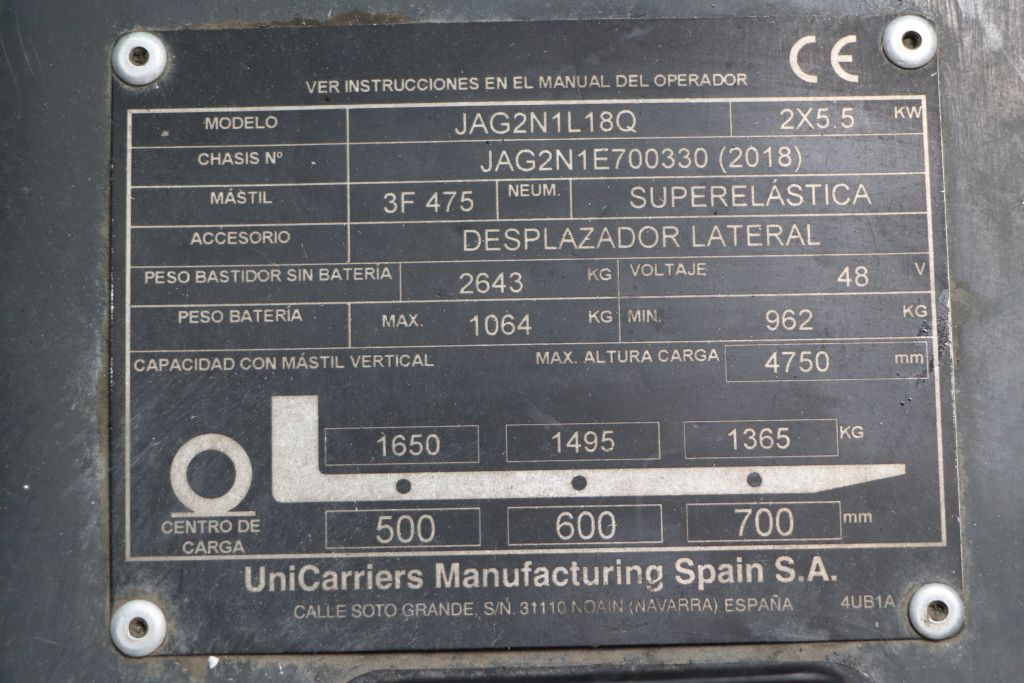 CE
VER INSTRUCCIONES EN EL MANUAL DEL OPERADOR
MODELO JAG2N1L18Q 2X5.5 KW
CHASIS Nº JAG2N1E700330 (2018)
MÁSTIL 3F 475 NEUM. SUPERELÁSTICA
ACCESORIO DESPLAZADOR LATERAL
PESO BASTIDOR SIN BATERÍA 2643 KG VOLTAJE 48 V
PESO BATERÍA MAX. 1064 KG MIN. 962 KG
CAPACIDAD CON MÁSTIL VERTICAL MAX. ALTURA CARGA 4750 mm
1650 1495 1365 KG
500 600 700 mm
CENTRO DE
CARGA
UniCarriers Manufacturing Spain S.A.
CALLE SOTO GRANDE, S/N. 31110 NOAIN (NAVARRA) ESPAÑA 4UB1A